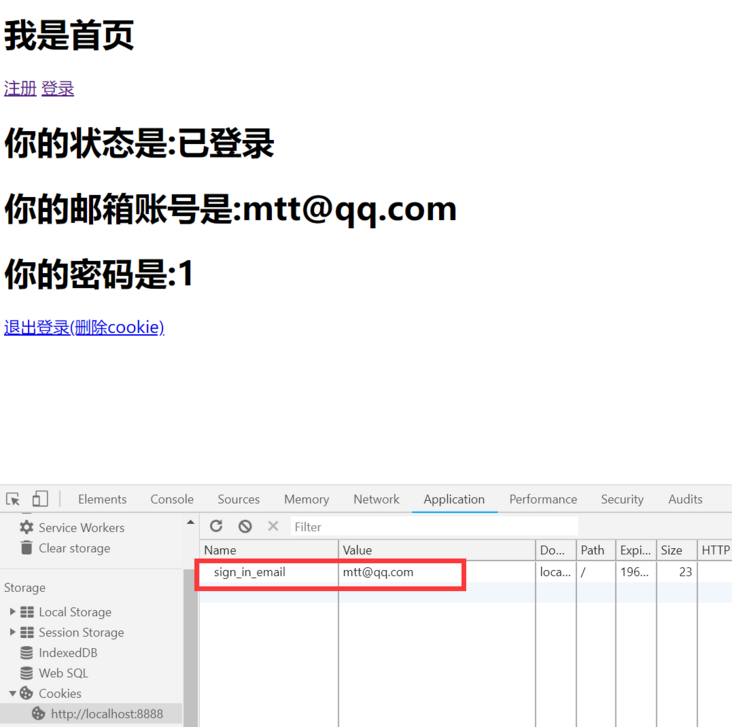 我是首页
注册 登录
你的状态是:已登录
你的邮箱账号是:mtt@qq.com
你的密码是:1
退出登录(删除cookie)
Elements Console Sources Memory Network Application Performance Security Audits
Service Workers
Clear storage
Filter
Name Value Do... Path Expi... Size HTTP
sign_in_email mtt@qq.com loca... / 196... 23
Storage
Local Storage
Session Storage
IndexedDB
Web SQL
Cookies
http://localhost:8888